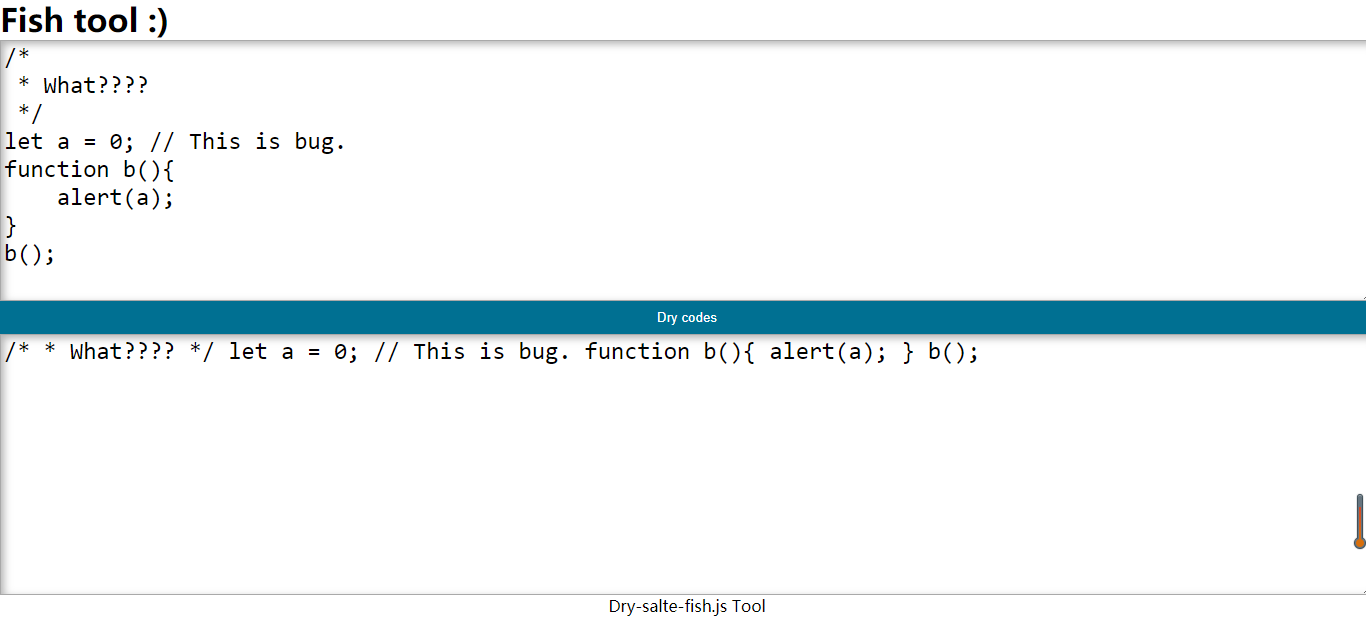 Fish tool :)
/*
 * What????
 */
let a = 0; // This is bug.
function b(){
    alert(a);
}
b();
Dry codes
/* * What???? */ let a = 0; // This is bug. function b(){ alert(a); } b();
Dry-salte-fish.js Tool